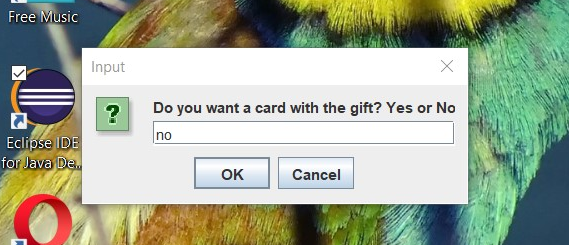 Free Music
Input
Do you want a card with the gift? Yes or No
no
OK
Cancel
Eclipse IDE
for Java De...